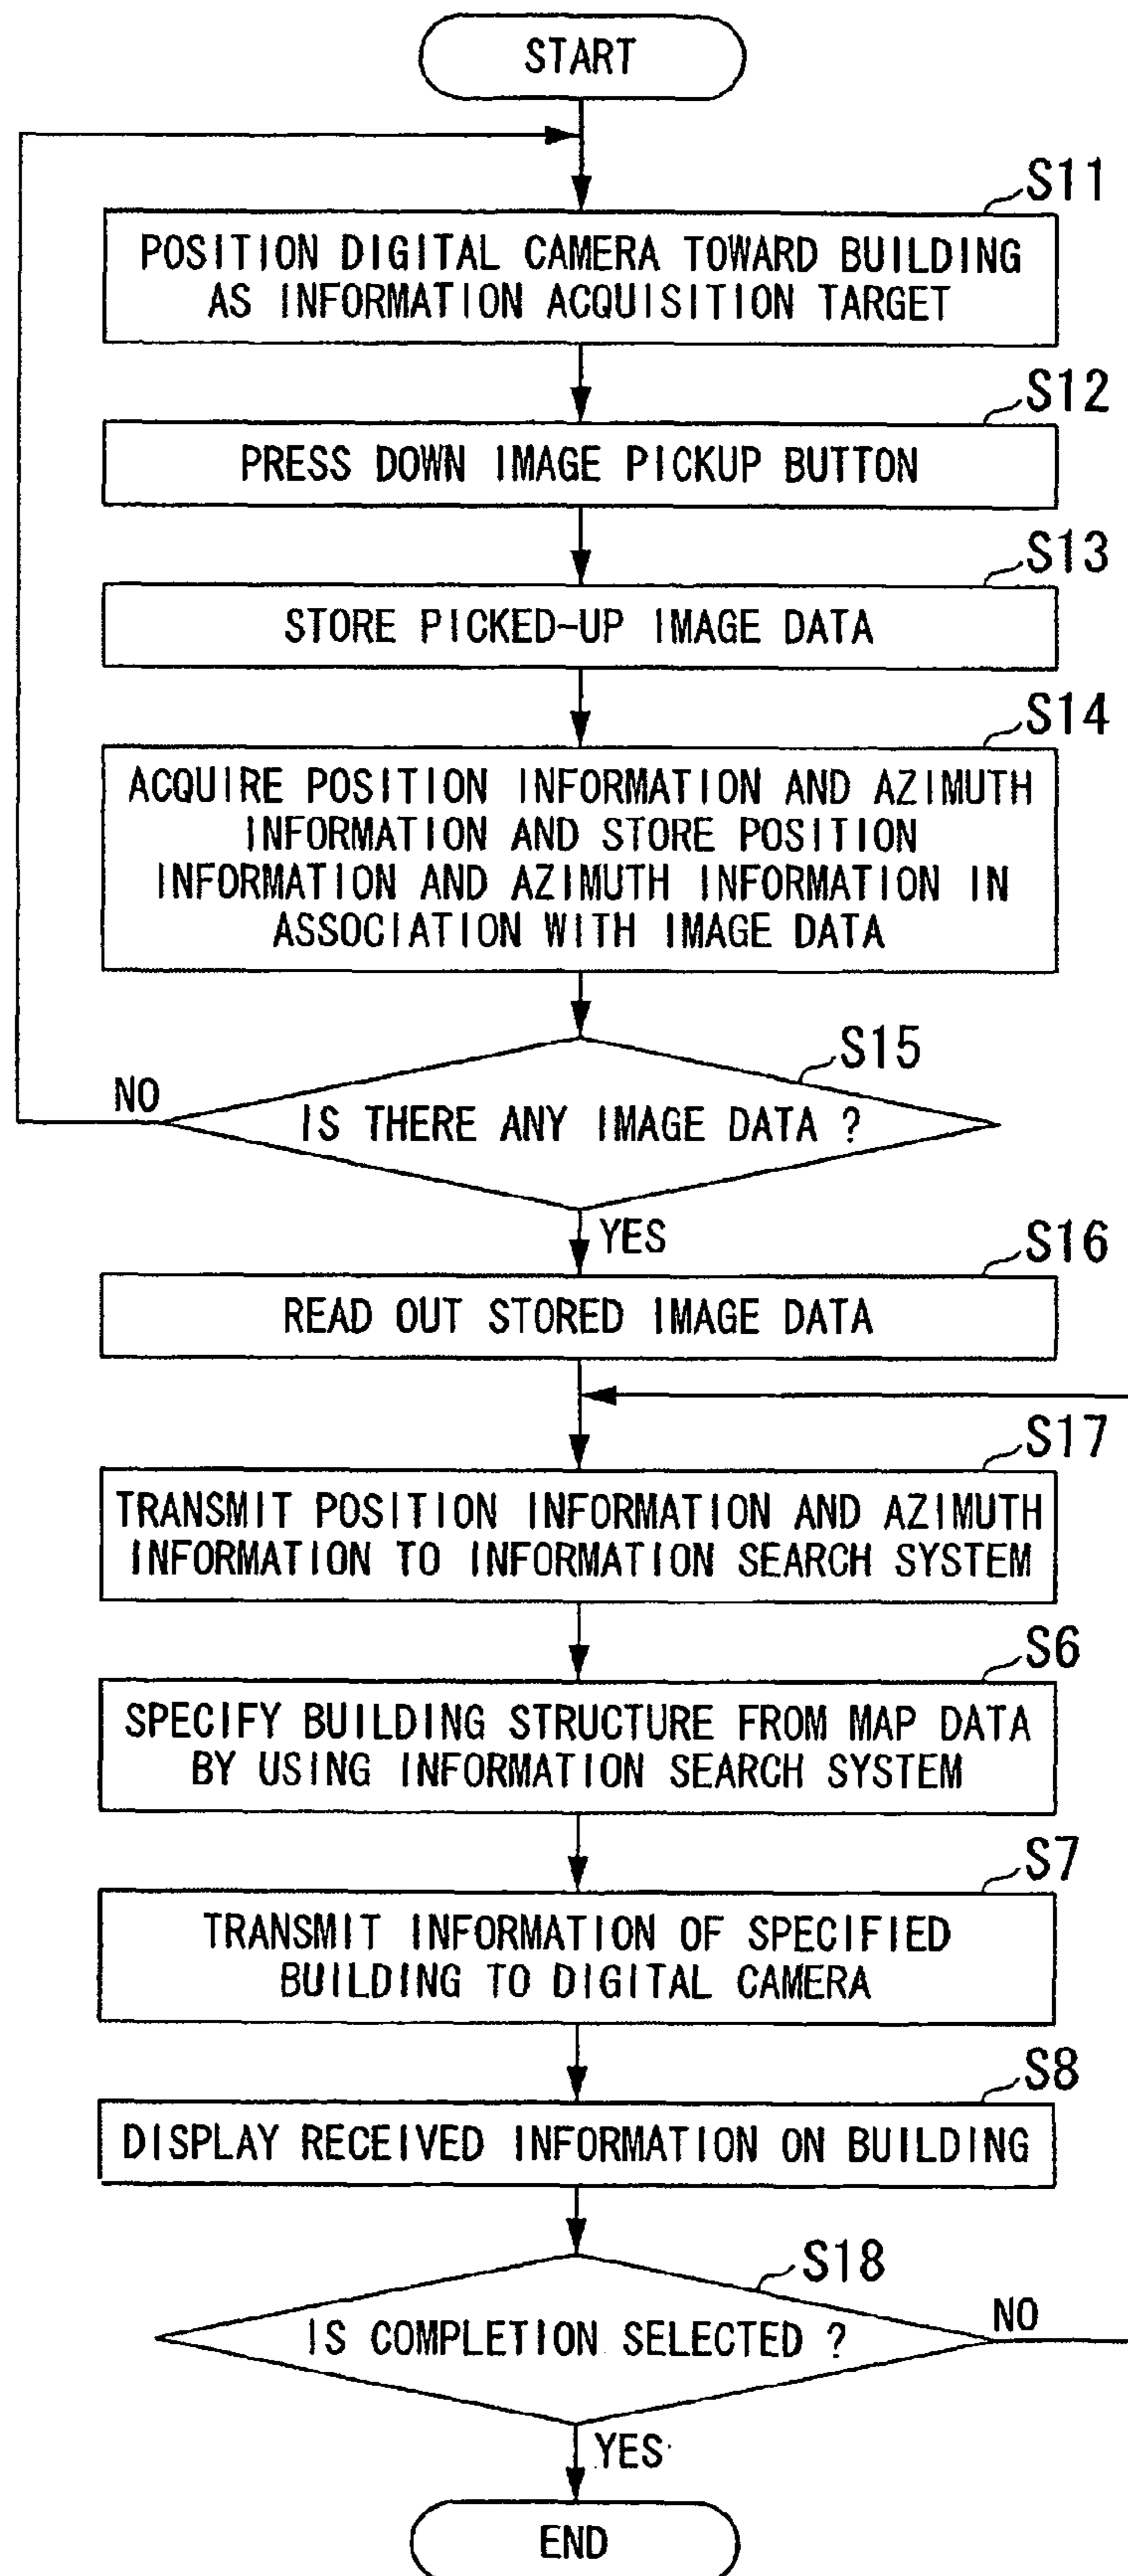 START
S11
POSITION DIGITAL CAMERA TOWARD BUILDING
AS INFORMATION ACQUISITION TARGET
S12
PRESS DOWN IMAGE PICKUP BUTTON
S13
STORE PICKED-UP IMAGE DATA
S14
ACQUIRE POSITION INFORMATION AND AZIMUTH
INFORMATION AND STORE POSITION
INFORMATION AND AZIMUTH INFORMATION IN
ASSOCIATION WITH IMAGE DATA
S15
NO
IS THERE ANY IMAGE DATA ?
YES
S16
READ OUT STORED IMAGE DATA
S17
TRANSMIT POSITION INFORMATION AND AZIMUTH
INFORMATION TO INFORMATION SEARCH SYSTEM
S6
SPECIFY BUILDING STRUCTURE FROM MAP DATA
BY USING INFORMATION SEARCH SYSTEM
S7
TRANSMIT INFORMATION OF SPECIFIED
BUILDING TO DIGITAL CAMERA
S8
DISPLAY RECEIVED INFORMATION ON BUILDING
S18
IS COMPLETION SELECTED ?
NO
YES
END